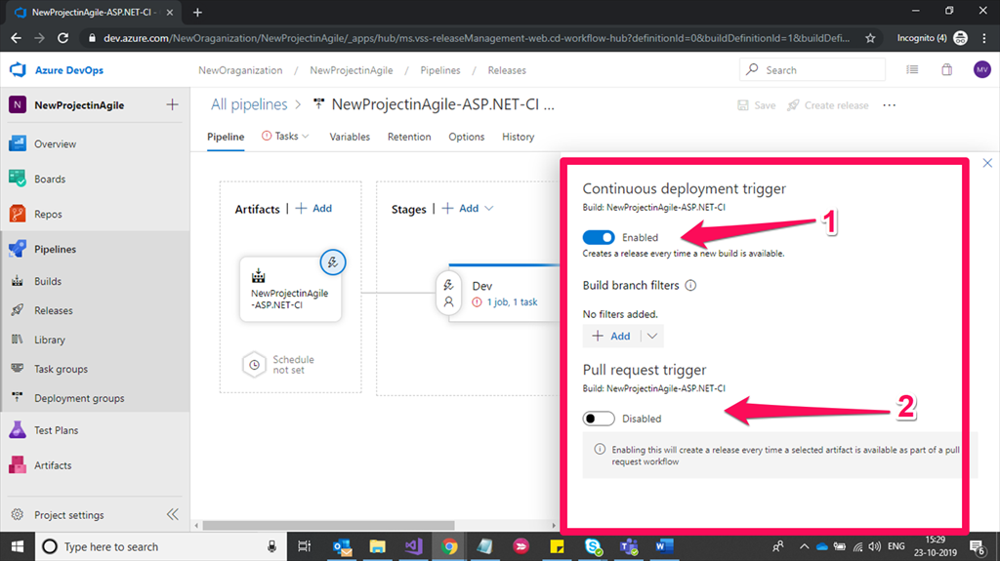 NewProjectinAgile-ASP.NET-CI -
dev.azure.com/NewOraganization/NewProjectinAgile/_apps/hub/ms.vss-releaseManagement-web.cd-workflow-hub?definitionId=0&buildDefinitionId=1&buildDefi...
Incognito (4)
Azure DevOps
NewOraganization / NewProjectinAgile / Pipelines / Releases
Search
MV
N NewProjectinAgile
All pipelines > NewProjectinAgile-ASP.NET-CI ...
Save
Create release
Overview
Boards
Repos
Pipelines
Builds
Releases
Library
Task groups
Deployment groups
Test Plans
Artifacts
Project settings
Pipeline
Tasks
Variables
Retention
Options
History
Artifacts | + Add
NewProjectinAgile
-ASP.NET-CI
Schedule
not set
Stages | + Add
Dev
1 job, 1 task
Continuous deployment trigger
Build: NewProjectinAgile-ASP.NET-CI
Enabled
1
Creates a release every time a new build is available.
Build branch filters
No filters added.
+ Add
Pull request trigger
Build: NewProjectinAgile-ASP.NET-CI
Disabled
2
Enabling this will create a release every time a selected artifact is available as part of a pull
request workflow
Type here to search
ENG
15:29
23-10-2019
6